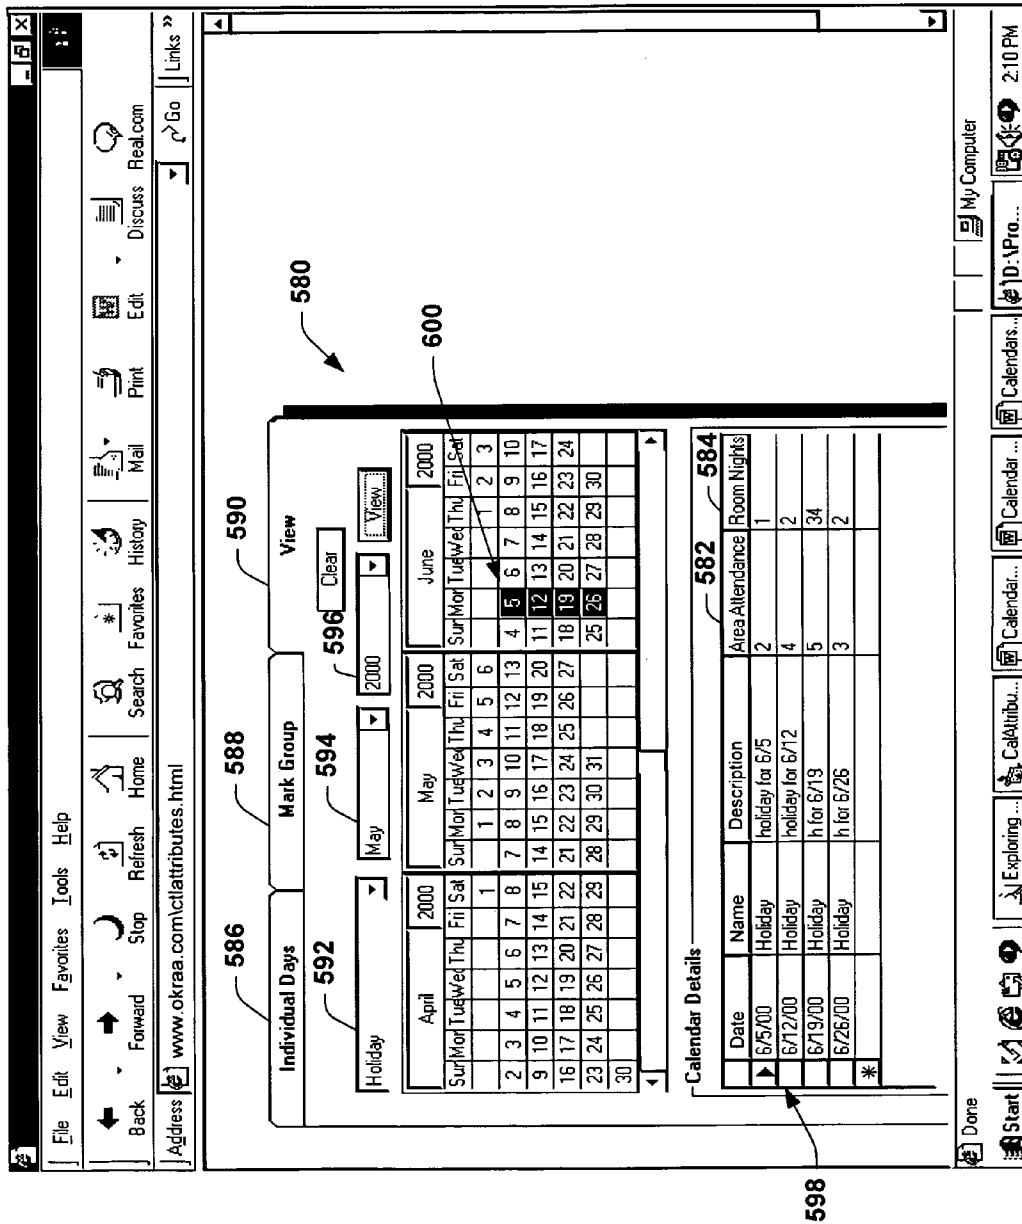 File Edit View Favorites Tools Help
Back Forward Stop Refresh Home Search Favorites History Mail Print Edit Discuss Real.com
Address www.okraa.com\ctlattributes.html Go Links »
586 588 590
Individual Days Mark Group View
580
592 594 596 Clear
Holiday May 2000 View
600
April 2000 May 2000 June 2000
Sun Mon Tue Wed Thu Fri Sat Sun Mon Tue Wed Thu Fri Sat Sun Mon Tue Wed Thu Fri Sat
1 1 2 3 4 5 6 1 2 3
2 3 4 5 6 7 8 7 8 9 10 11 12 13 4 5 6 7 8 9 10
9 10 11 12 13 14 15 14 15 16 17 18 19 20 11 12 13 14 15 16 17
16 17 18 19 20 21 22 21 22 23 24 25 26 27 18 19 20 21 22 23 24
23 24 25 26 27 28 29 28 29 30 31 25 26 27 28 29 30
30
Calendar Details 582 584
Date Name Description Area Attendance Room Nights
6/5/00 Holiday holiday for 6/5 2 1
6/12/00 Holiday holiday for 6/12 4 2
6/19/00 Holiday h for 6/19 5 34
6/26/00 Holiday h for 6/26 3 2
*
598
Done My Computer
Start Exploring ... CalAttribu... Calendar... Calendar ... Calendars... D:\Pro... 2:10 PM